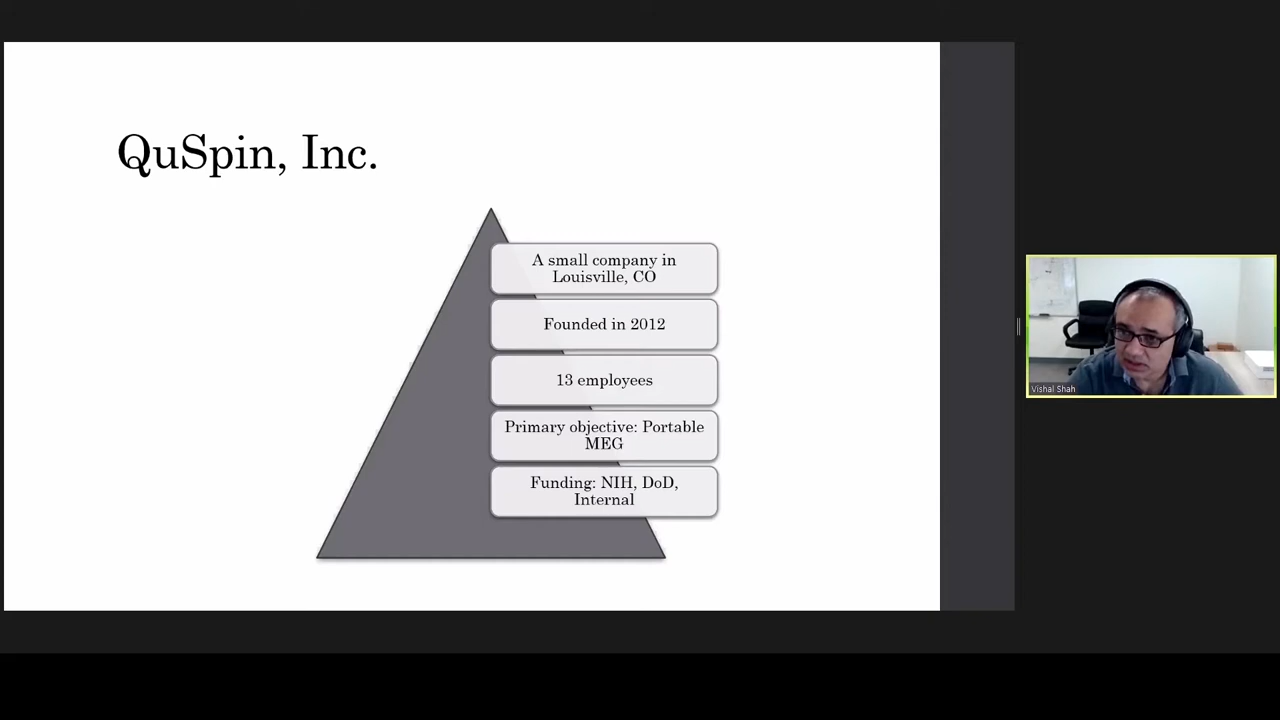 QuSpin, Inc.
A small company in
Louisville, CO
Founded in 2012
13 employees
Primary objective: Portable
MEG
Funding: NIH, DoD,
Internal
Vishal Shah